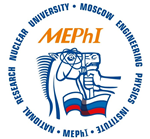 NATIONAL RESEARCH NUCLEAR UNIVERSITY • MOSCOW ENGINEERING PHYSICS INSTITUTE • MEPhI •
MEPhI